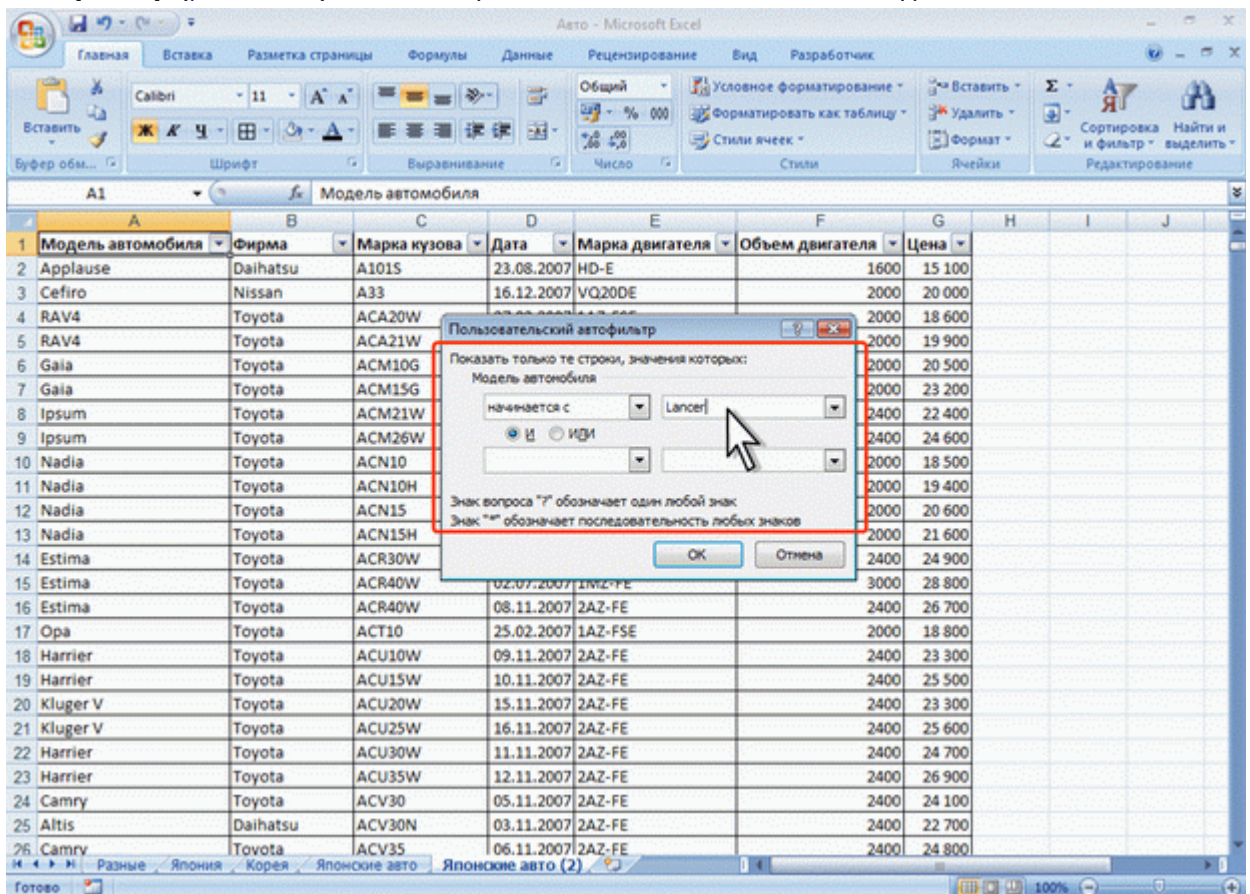 Авто - Microsoft Excel
Главная Вставка Разметка страницы Формулы Данные Рецензирование Вид Разработчик
Вставить Calibri 11 Общий Условное форматирование Вставить Σ
Ж К Ч % 000 Форматировать как таблицу Удалить Сортировка и фильтр Найти и выделить
Стили ячеек Формат
Буфер обм... Шрифт Выравнивание Число Стили Ячейки Редактирование
A1 fx Модель автомобиля
A B C D E F G H I J
1 Модель автомобиля Фирма Марка кузова Дата Марка двигателя Объем двигателя Цена
2 Applause Daihatsu A101S 23.08.2007 HD-E 1600 15 100
3 Cefiro Nissan A33 16.12.2007 VQ20DE 2000 20 000
4 RAV4 Toyota ACA20W 2000 18 600
5 RAV4 Toyota ACA21W 2000 19 900
6 Gaia Toyota ACM10G 2000 20 500
7 Gaia Toyota ACM15G 2000 23 200
8 Ipsum Toyota ACM21W 2400 22 400
9 Ipsum Toyota ACM26W 2400 24 600
10 Nadia Toyota ACN10 2000 18 500
11 Nadia Toyota ACN10H 2000 19 400
12 Nadia Toyota ACN15 2000 20 600
13 Nadia Toyota ACN15H 2000 21 600
14 Estima Toyota ACR30W 2400 24 900
15 Estima Toyota ACR40W 02.07.2007 1MZ-FE 3000 28 800
16 Estima Toyota ACR40W 08.11.2007 2AZ-FE 2400 26 700
17 Opa Toyota ACT10 25.02.2007 1AZ-FSE 2000 18 800
18 Harrier Toyota ACU10W 09.11.2007 2AZ-FE 2400 23 300
19 Harrier Toyota ACU15W 10.11.2007 2AZ-FE 2400 25 500
20 Kluger V Toyota ACU20W 15.11.2007 2AZ-FE 2400 23 300
21 Kluger V Toyota ACU25W 16.11.2007 2AZ-FE 2400 25 600
22 Harrier Toyota ACU30W 11.11.2007 2AZ-FE 2400 24 700
23 Harrier Toyota ACU35W 12.11.2007 2AZ-FE 2400 26 900
24 Camry Toyota ACV30 05.11.2007 2AZ-FE 2400 24 100
25 Altis Daihatsu ACV30N 03.11.2007 2AZ-FE 2400 22 700
26 Camry Toyota ACV35 06.11.2007 2AZ-FE 2400 24 800
Пользовательский автофильтр
Показать только те строки, значения которых:
Модель автомобиля
начинается с Lancer
И ИЛИ
Знак вопроса "?" обозначает один любой знак
Знак "*" обозначает последовательность любых знаков
ОК Отмена
Разные Япония Корея Японские авто Японские авто (2)
Готово 100%